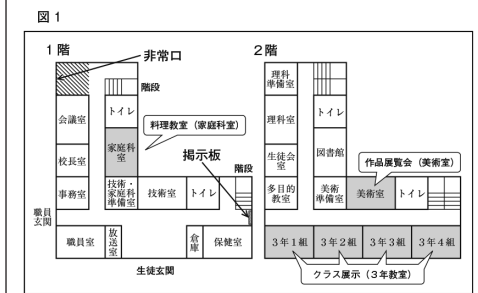 図1
1階
非常口
階段
会議室
トイレ
校長室
家庭科
室
料理教室（家庭科室）
掲示板
階段
事務室
技術・
家庭科
準備室
技術室
トイレ
職員
玄関
職員室
放
送
室
倉
庫
保健室
生徒玄関
2階
理科
準備室
理科室
トイレ
生徒会
室
図書館
作品展覧会（美術室）
多目的
教室
美術
準備室
美術室
トイレ
3年1組
3年2組
3年3組
3年4組
クラス展示（3年教室）